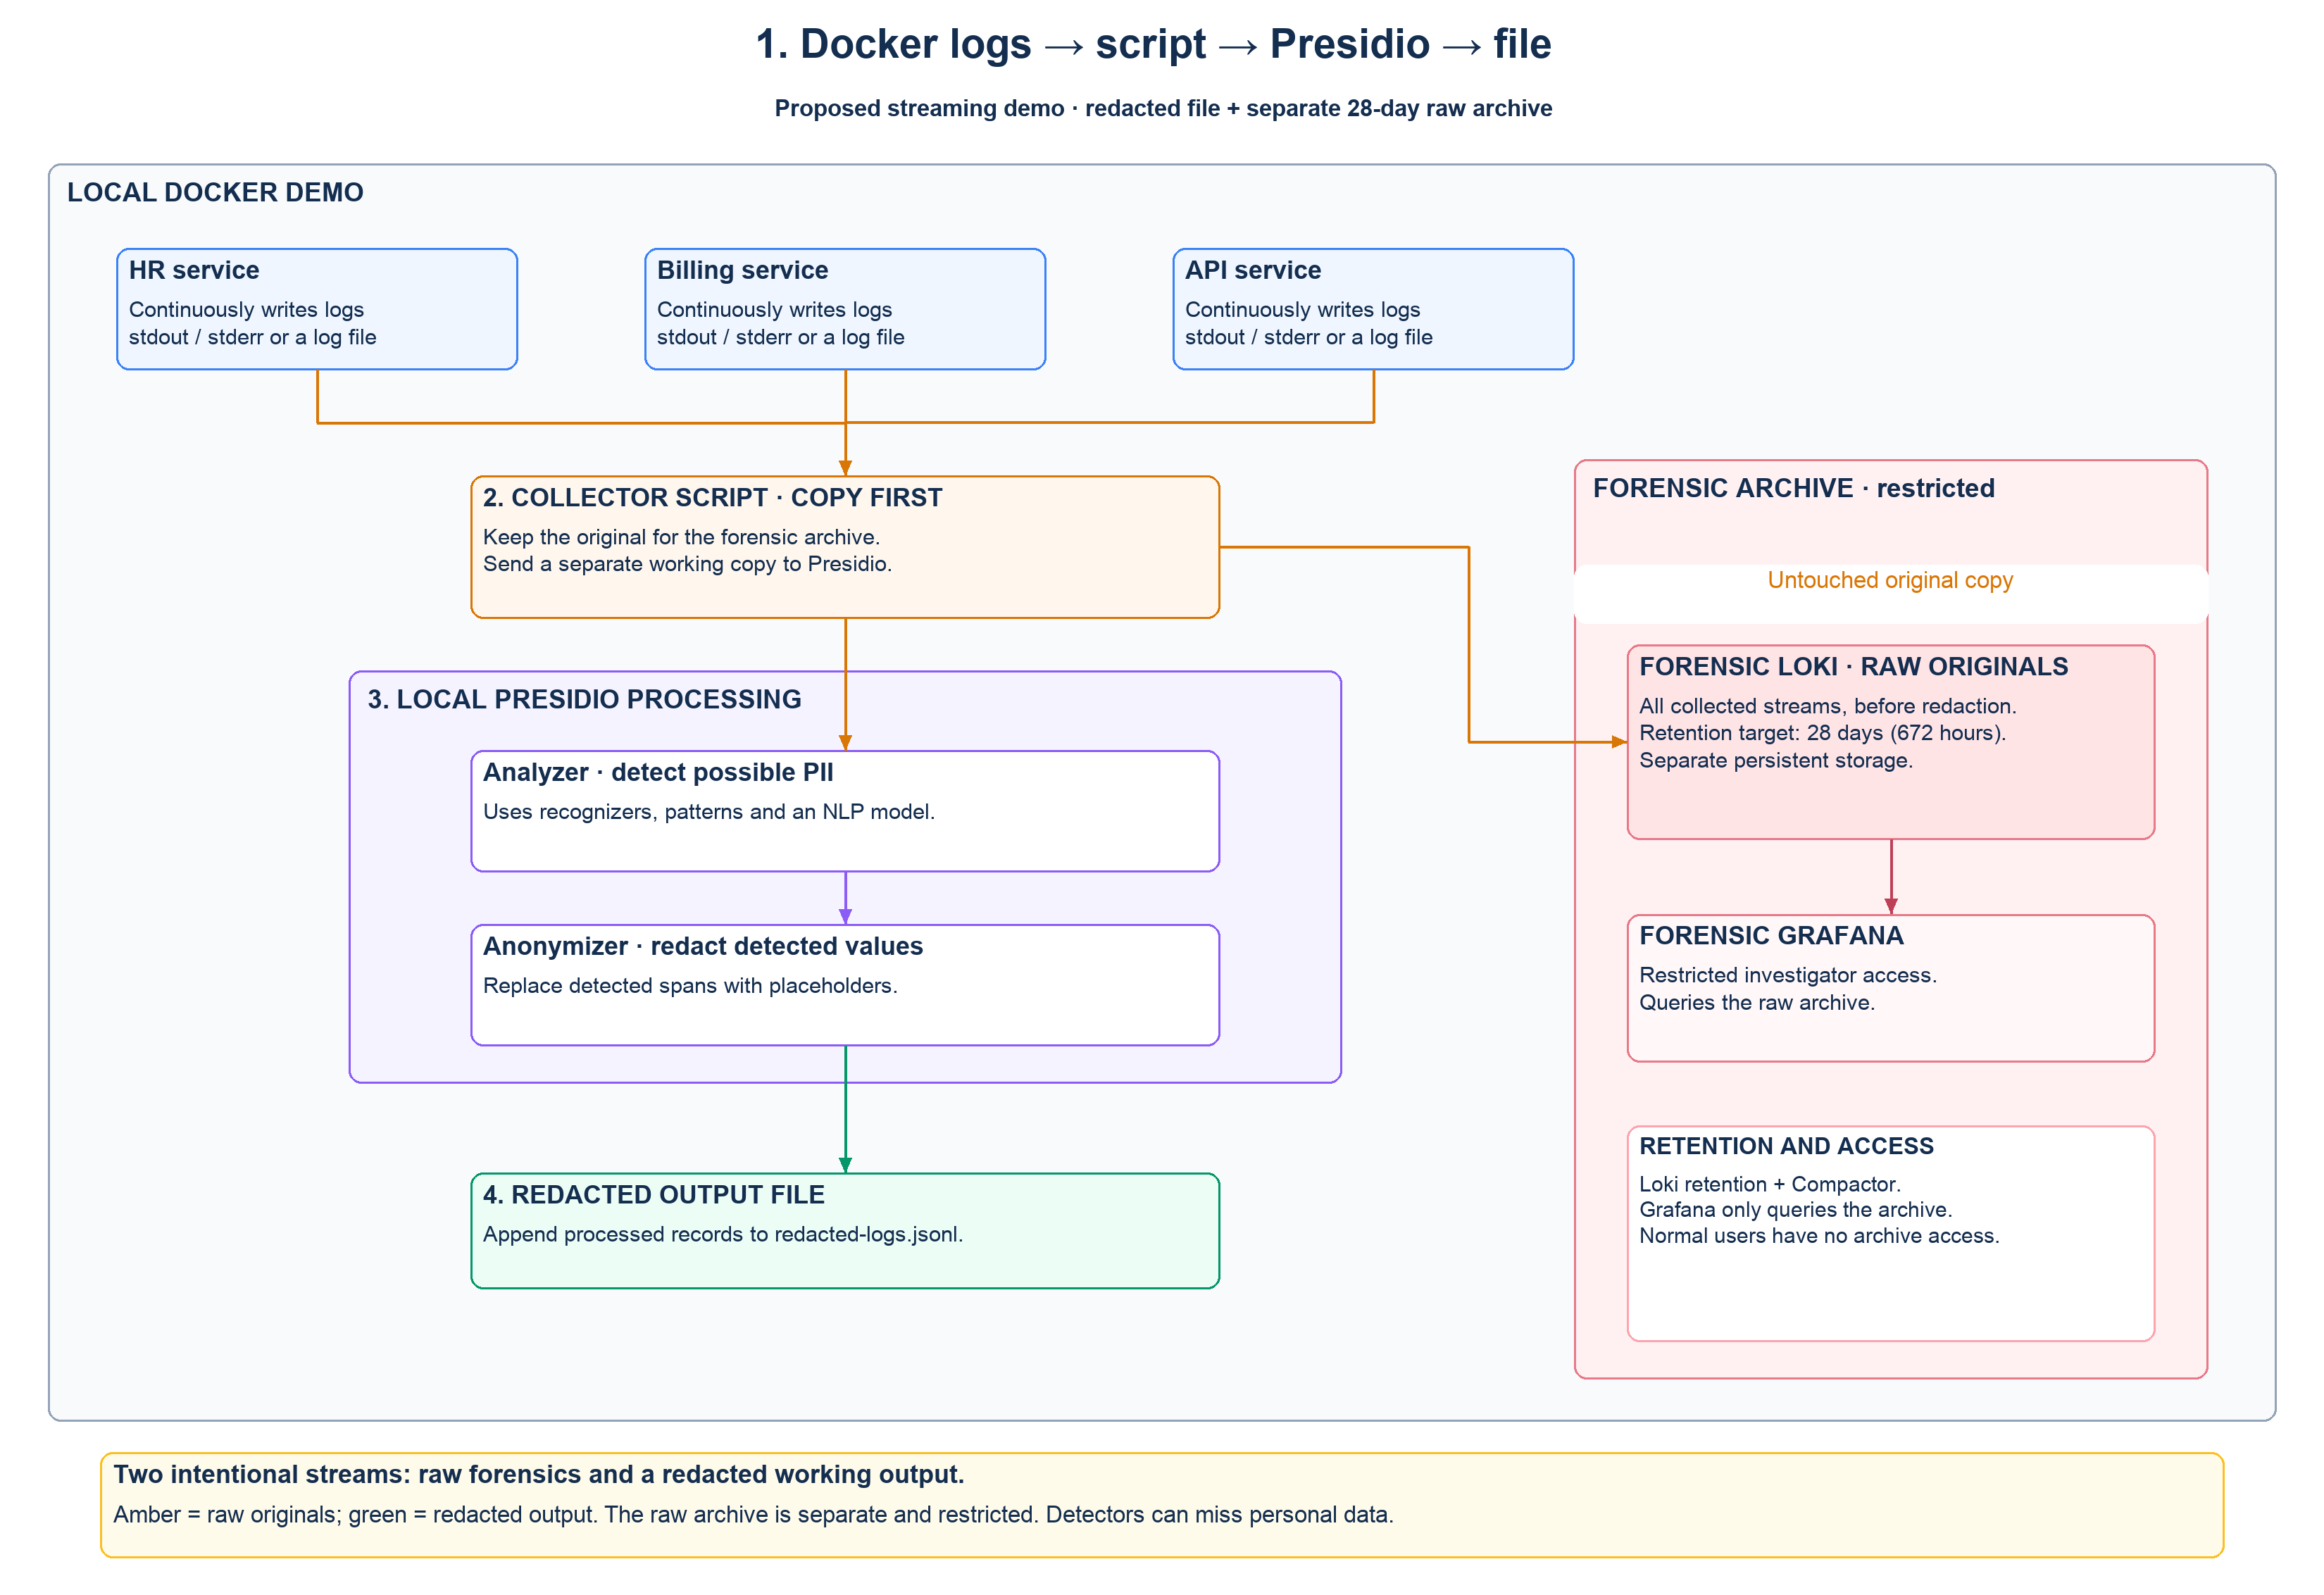 1. Docker logs → script → Presidio → file
Proposed streaming demo · redacted file + separate 28-day raw archive
LOCAL DOCKER DEMO
HR service
Continuously writes logs
stdout / stderr or a log file
Billing service
Continuously writes logs
stdout / stderr or a log file
API service
Continuously writes logs
stdout / stderr or a log file
2. COLLECTOR SCRIPT · COPY FIRST
Keep the original for the forensic archive.
Send a separate working copy to Presidio.
FORENSIC ARCHIVE · restricted
Untouched original copy
FORENSIC LOKI · RAW ORIGINALS
All collected streams, before redaction.
Retention target: 28 days (672 hours).
Separate persistent storage.
3. LOCAL PRESIDIO PROCESSING
Analyzer · detect possible PII
Uses recognizers, patterns and an NLP model.
Anonymizer · redact detected values
Replace detected spans with placeholders.
FORENSIC GRAFANA
Restricted investigator access.
Queries the raw archive.
RETENTION AND ACCESS
Loki retention + Compactor.
Grafana only queries the archive.
Normal users have no archive access.
4. REDACTED OUTPUT FILE
Append processed records to redacted-logs.jsonl.
Two intentional streams: raw forensics and a redacted working output.
Amber = raw originals; green = redacted output. The raw archive is separate and restricted. Detectors can miss personal data.